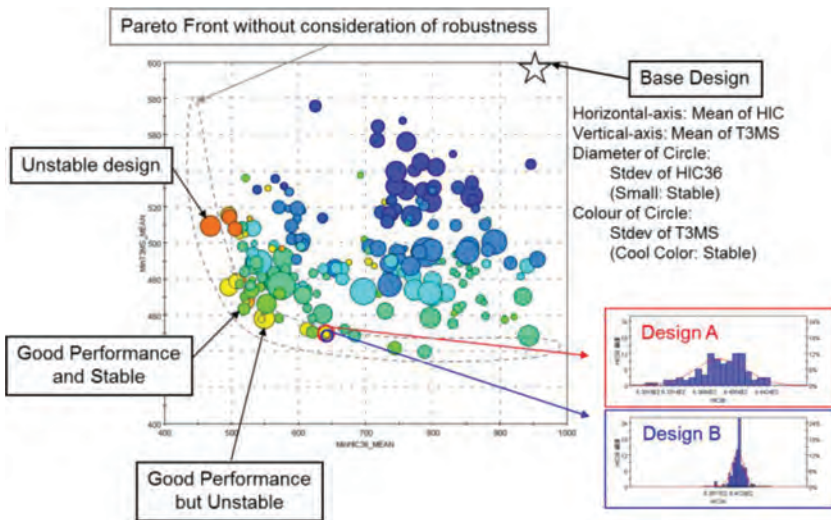 Pareto Front without consideration of robustness
Base Design
Horizontal-axis: Mean of HIC
Vertical-axis: Mean of T3MS
Diameter of Circle:
Stdev of HIC36
(Small: Stable)
Colour of Circle:
Stdev of T3MS
(Cool Color: Stable)
Unstable design
Good Performance
and Stable
Good Performance
but Unstable
600
580
560
520
500
480
460
400
MinT3MS_MEAN
400
500
600
700
800
900
1000
MinHIC36_MEAN
Design A
Design B